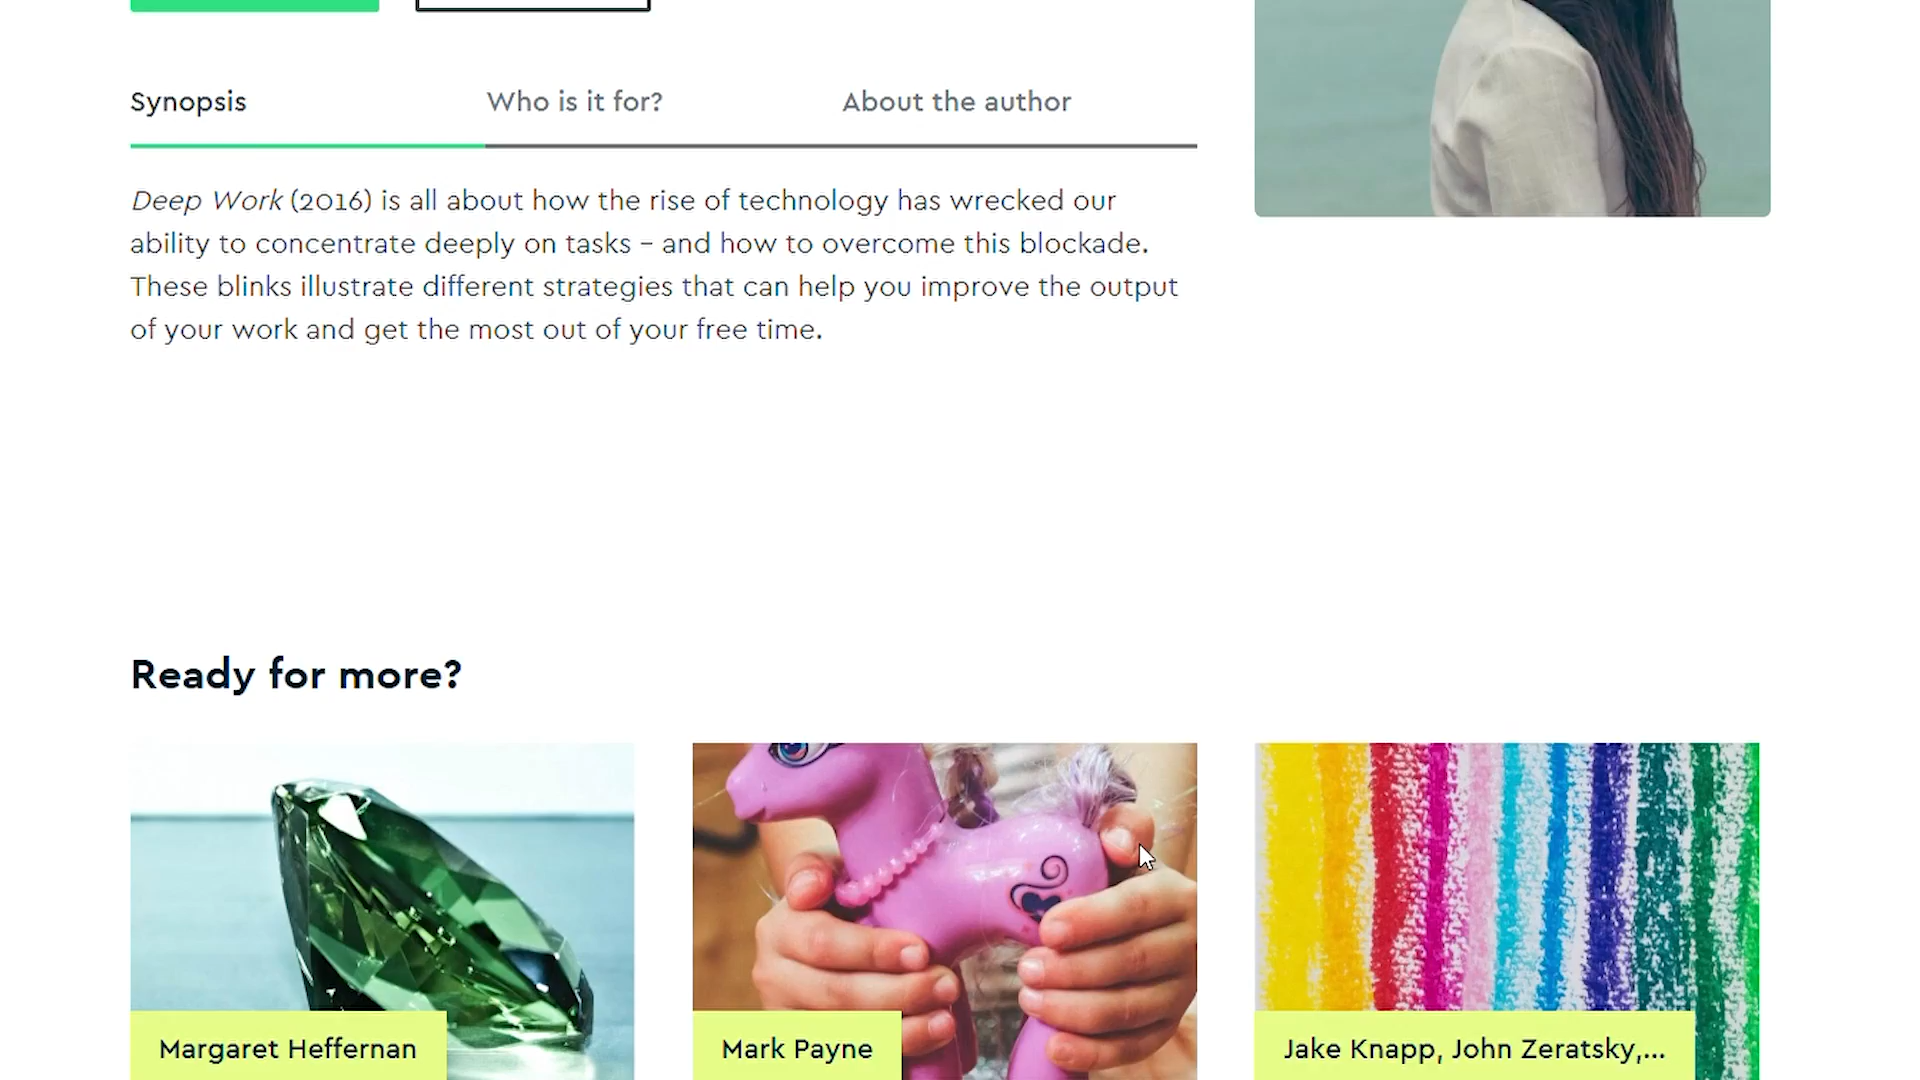 Synopsis
Who is it for?
About the author
Deep Work (2016) is all about how the rise of technology has wrecked our
ability to concentrate deeply on tasks – and how to overcome this blockade.
These blinks illustrate different strategies that can help you improve the output
of your work and get the most out of your free time.
Ready for more?
Margaret Heffernan
Mark Payne
Jake Knapp, John Zeratsky,...